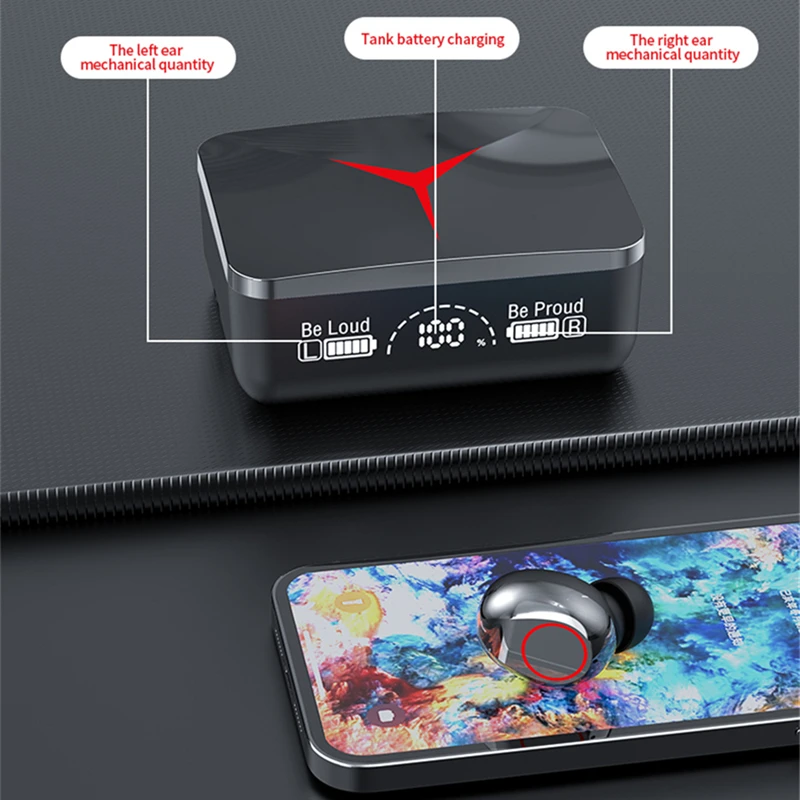 The left ear
mechanical quantity
Tank battery charging
The right ear
mechanical quantity
Be Loud
L
100
%
Be Proud
R